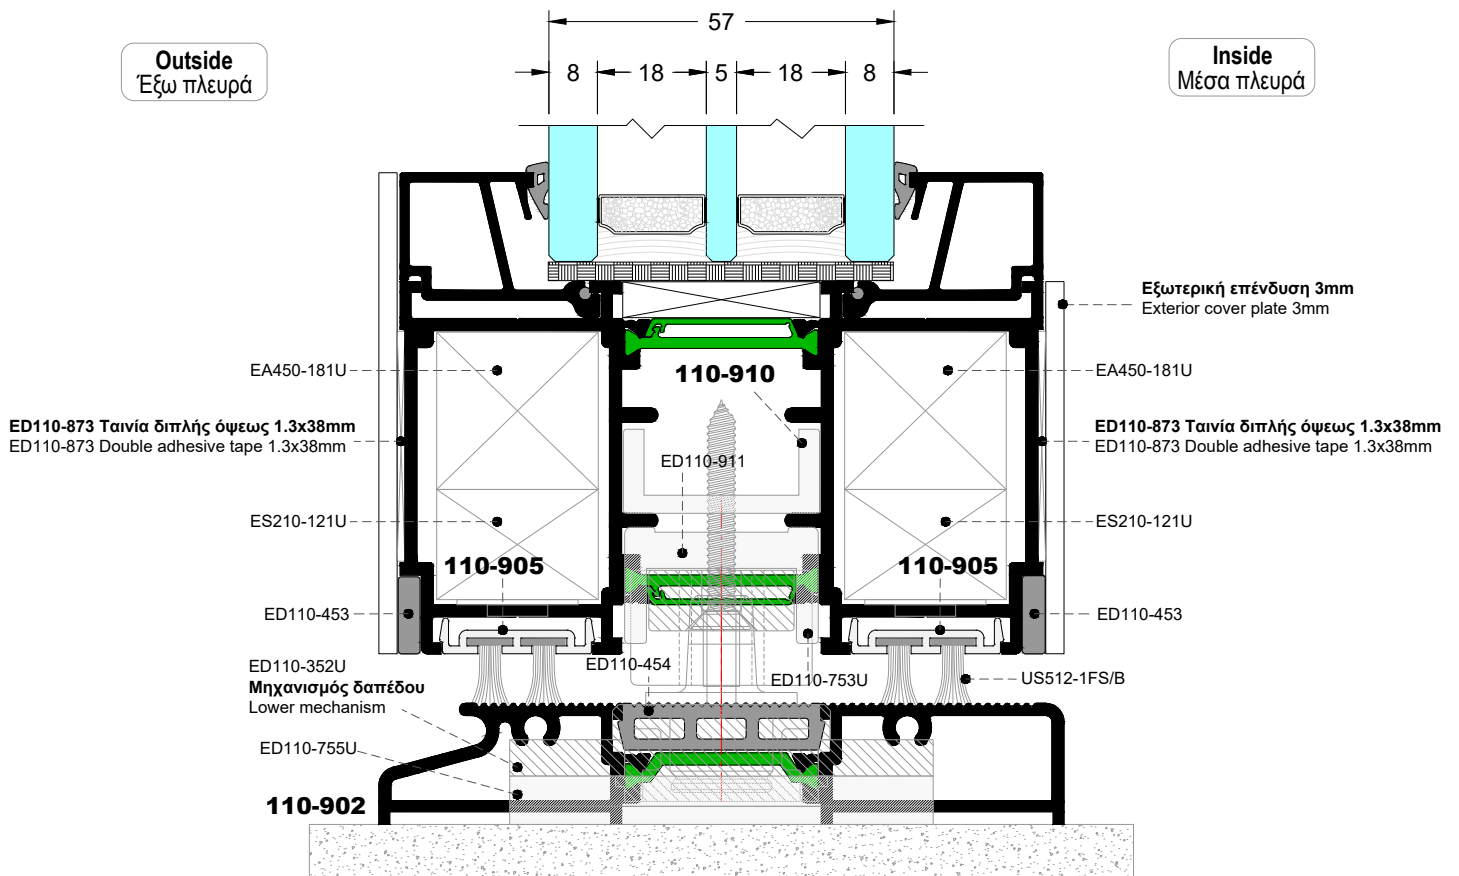 57
Outside
Έξω πλευρά
Inside
Μέσα πλευρά
8
18
5
18
8
Εξωτερική επένδυση 3mm
Exterior cover plate 3mm
EA450-181U
110-910
EA450-181U
ED110-873 Ταινία διπλής όψεως 1.3x38mm
ED110-873 Double adhesive tape 1.3x38mm
ED110-911
ED110-873 Ταινία διπλής όψεως 1.3x38mm
ED110-873 Double adhesive tape 1.3x38mm
ES210-121U
ES210-121U
110-905
110-905
ED110-453
ED110-453
ED110-352U
Μηχανισμός δαπέδου
Lower mechanism
ED110-454
ED110-753U
US512-1FS/B
ED110-755U
110-902